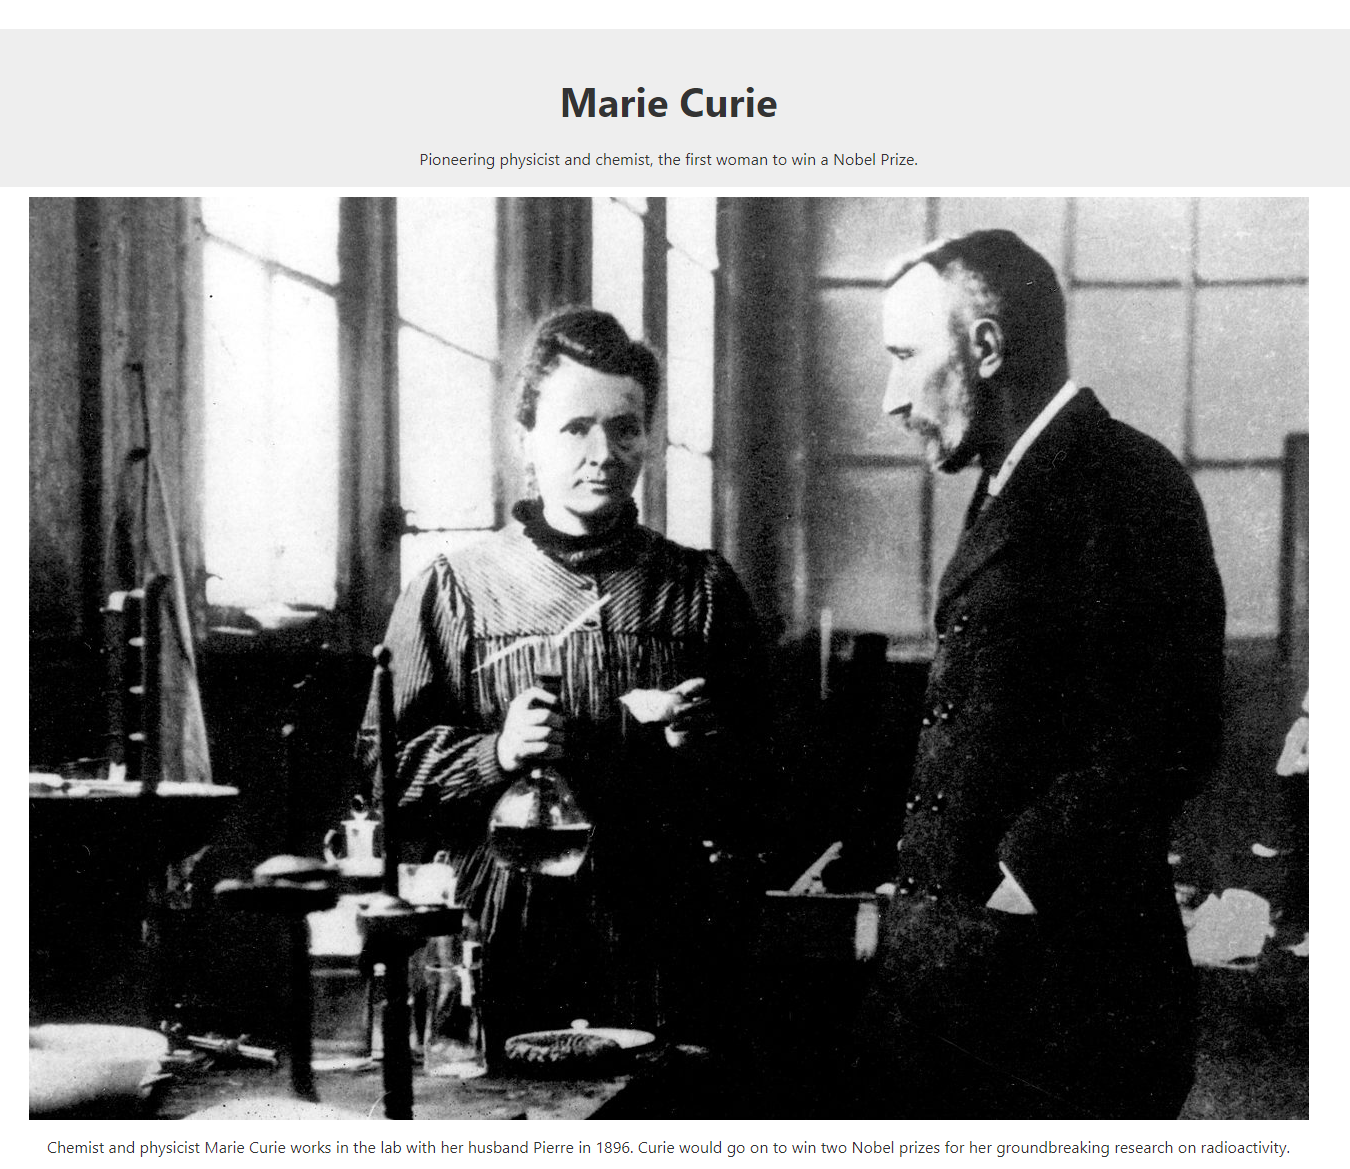 Marie Curie
Pioneering physicist and chemist, the first woman to win a Nobel Prize.
Chemist and physicist Marie Curie works in the lab with her husband Pierre in 1896. Curie would go on to win two Nobel prizes for her groundbreaking research on radioactivity.